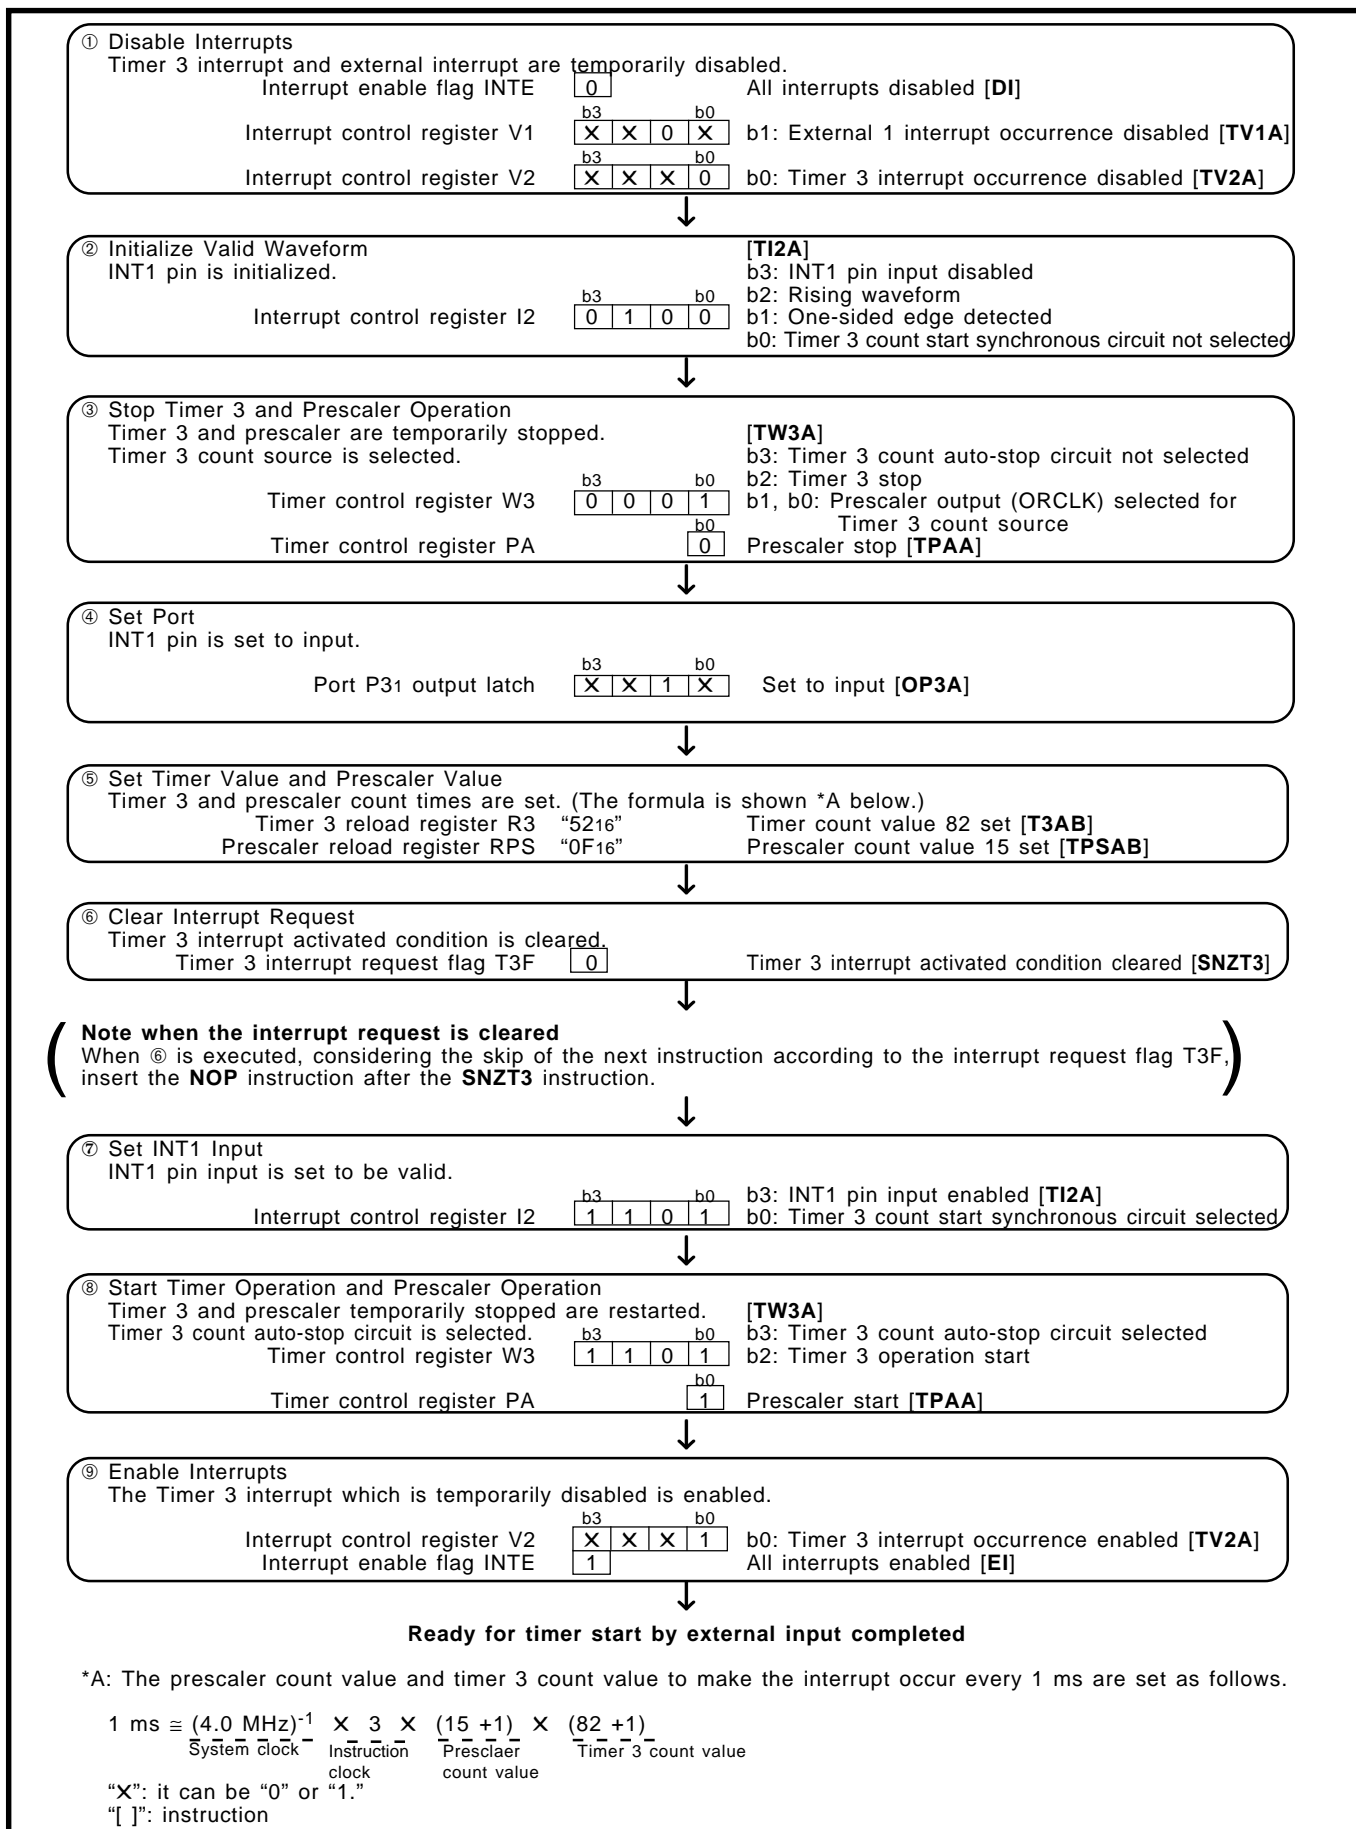 ① Disable Interrupts
Timer 3 interrupt and external interrupt are temporarily disabled.
Interrupt enable flag INTE 0 All interrupts disabled [DI]
b3 b0
Interrupt control register V1 ✕ ✕ 0 ✕ b1: External 1 interrupt occurrence disabled [TV1A]
b3 b0
Interrupt control register V2 ✕ ✕ ✕ 0 b0: Timer 3 interrupt occurrence disabled [TV2A]
② Initialize Valid Waveform [TI2A]
INT1 pin is initialized. b3: INT1 pin input disabled
b3 b0 b2: Rising waveform
Interrupt control register I2 0 1 0 0 b1: One-sided edge detected
b0: Timer 3 count start synchronous circuit not selected
③ Stop Timer 3 and Prescaler Operation
Timer 3 and prescaler are temporarily stopped. [TW3A]
Timer 3 count source is selected. b3: Timer 3 count auto-stop circuit not selected
b3 b0 b2: Timer 3 stop
Timer control register W3 0 0 0 1 b1, b0: Prescaler output (ORCLK) selected for
b0 Timer 3 count source
Timer control register PA 0 Prescaler stop [TPAA]
④ Set Port
INT1 pin is set to input.
b3 b0
Port P31 output latch ✕ ✕ 1 ✕ Set to input [OP3A]
⑤ Set Timer Value and Prescaler Value
Timer 3 and prescaler count times are set. (The formula is shown *A below.)
Timer 3 reload register R3 “5216” Timer count value 82 set [T3AB]
Prescaler reload register RPS “0F16” Prescaler count value 15 set [TPSAB]
⑥ Clear Interrupt Request
Timer 3 interrupt activated condition is cleared.
Timer 3 interrupt request flag T3F 0 Timer 3 interrupt activated condition cleared [SNZT3]
( Note when the interrupt request is cleared
When ⑥ is executed, considering the skip of the next instruction according to the interrupt request flag T3F,
insert the NOP instruction after the SNZT3 instruction. )
⑦ Set INT1 Input
INT1 pin input is set to be valid.
b3 b0 b3: INT1 pin input enabled [TI2A]
Interrupt control register I2 1 1 0 1 b0: Timer 3 count start synchronous circuit selected
⑧ Start Timer Operation and Prescaler Operation
Timer 3 and prescaler temporarily stopped are restarted. [TW3A]
Timer 3 count auto-stop circuit is selected. b3 b0 b3: Timer 3 count auto-stop circuit selected
Timer control register W3 1 1 0 1 b2: Timer 3 operation start
b0
Timer control register PA 1 Prescaler start [TPAA]
⑨ Enable Interrupts
The Timer 3 interrupt which is temporarily disabled is enabled.
b3 b0
Interrupt control register V2 ✕ ✕ ✕ 1 b0: Timer 3 interrupt occurrence enabled [TV2A]
Interrupt enable flag INTE 1 All interrupts enabled [EI]
Ready for timer start by external input completed
*A: The prescaler count value and timer 3 count value to make the interrupt occur every 1 ms are set as follows.
1 ms ≅ (4.0 MHz)-1 ✕ 3 ✕ (15 +1) ✕ (82 +1)
System clock Instruction Presclaer Timer 3 count value
clock count value
“✕”: it can be “0” or “1.”
“[ ]”: instruction